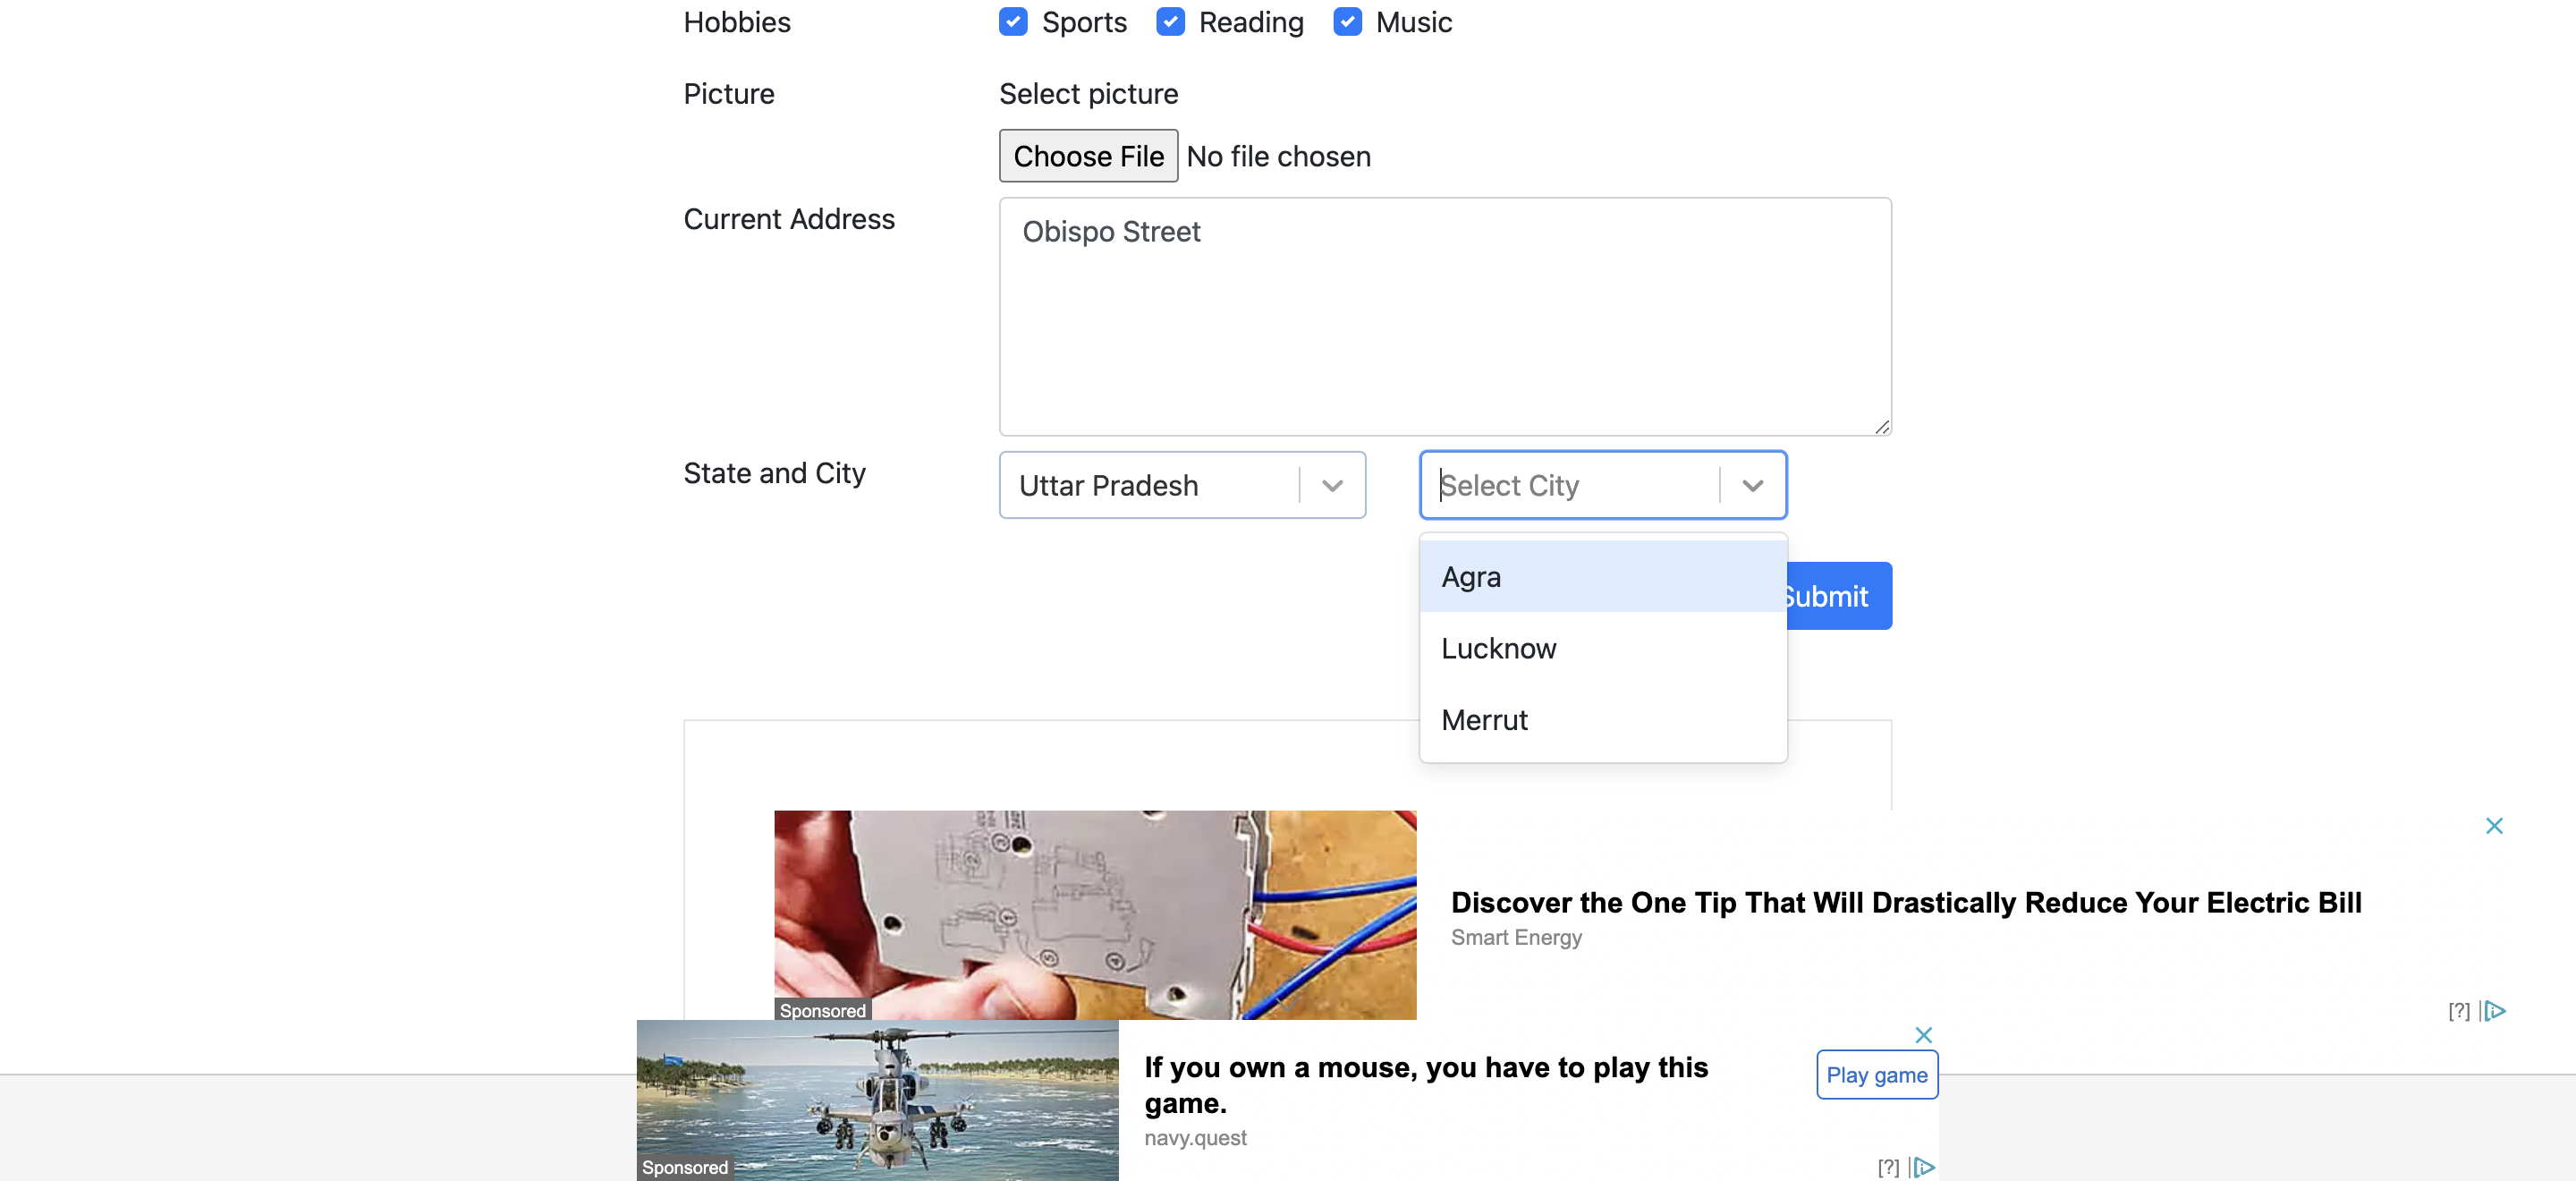 Hobbies Sports Reading Music
Picture Select picture
Choose File No file chosen
Current Address Obispo Street
State and City Uttar Pradesh Select City
Agra
Submit
Lucknow
Merrut
Discover the One Tip That Will Drastically Reduce Your Electric Bill
Smart Energy
Sponsored [?]
If you own a mouse, you have to play this
game.
Play game
navy.quest
Sponsored [?]